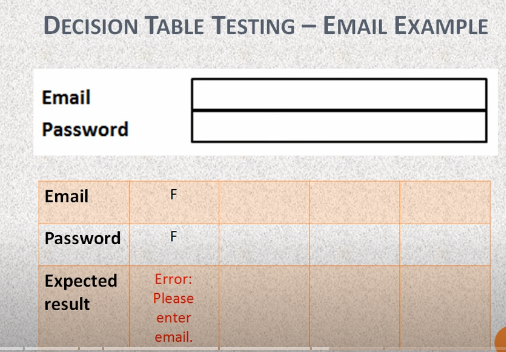 DECISION TABLE TESTING – EMAIL EXAMPLE
Email
Password
Email F
Password F
Expected result Error: Please enter email.